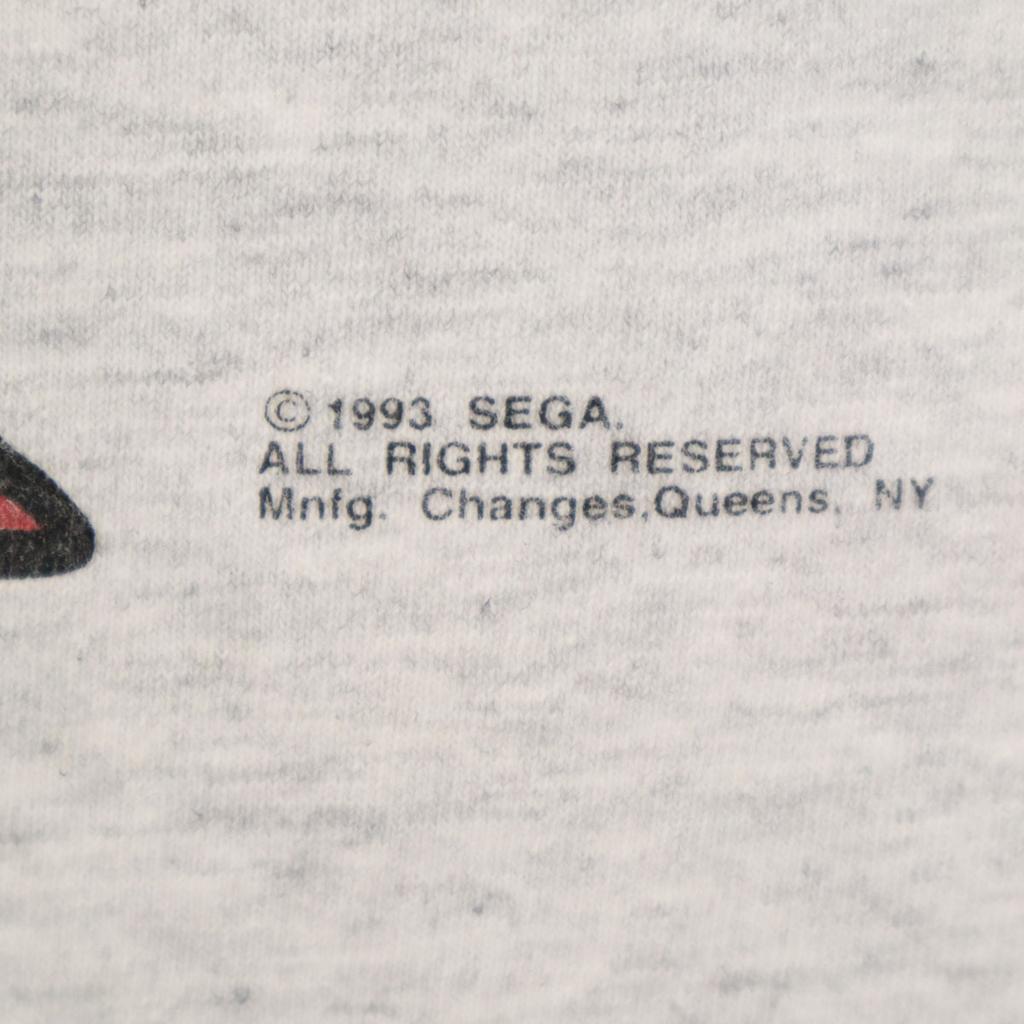 © 1993 SEGA.
ALL RIGHTS RESERVED
Mnfg. Changes,Queens, NY